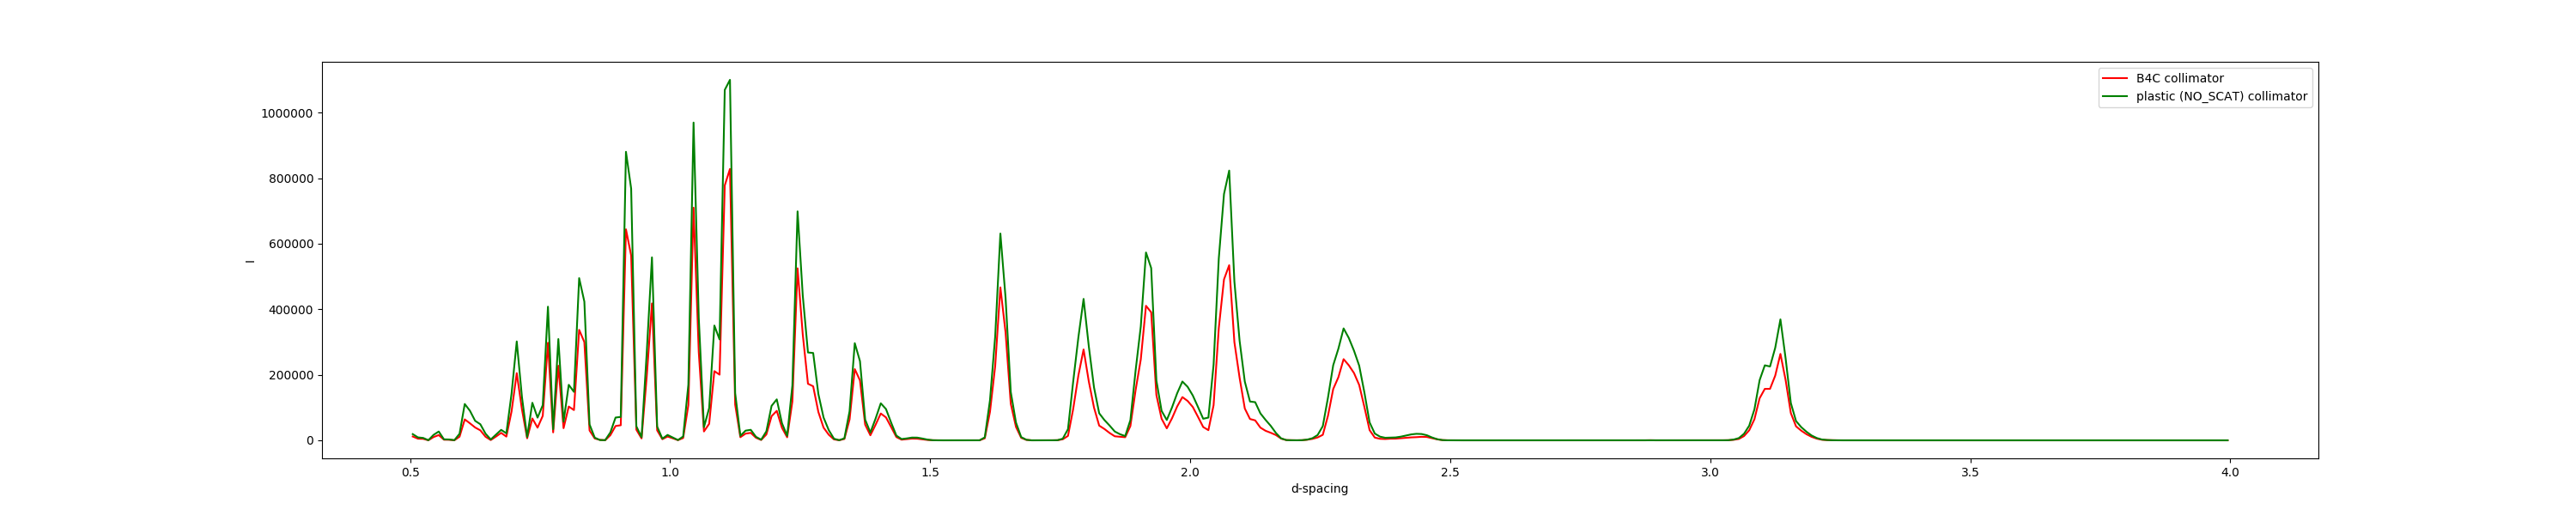 B4C collimator
plastic (NO_SCAT) collimator
1000000
800000
600000
400000
200000
0
I
0.5 1.0 1.5 2.0 2.5 3.0 3.5 4.0
d-spacing